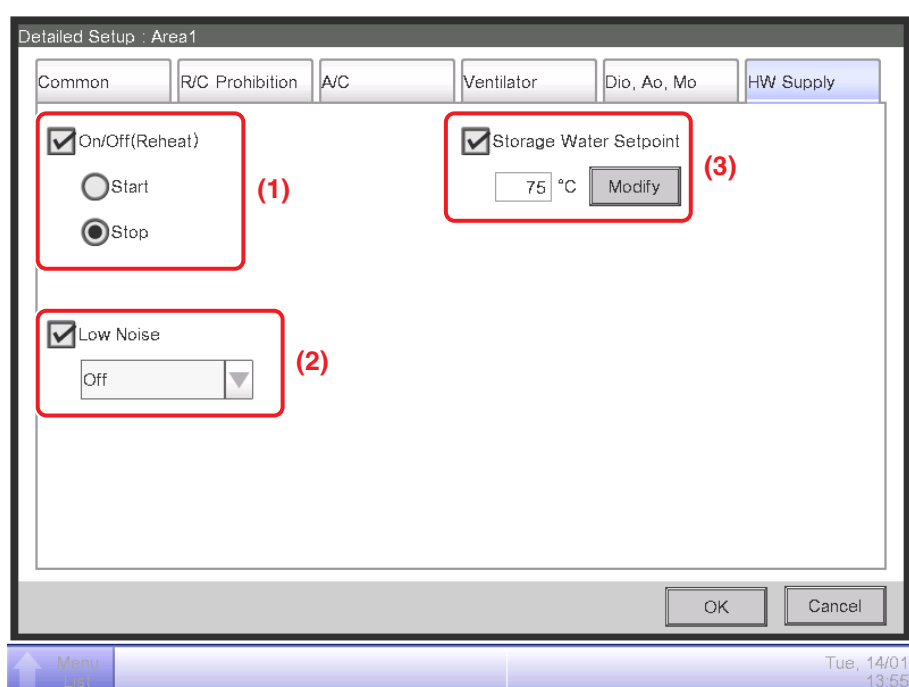 Detailed Setup : Area1
Common R/C Prohibition A/C Ventilator Dio, Ao, Mo HW Supply
On/Off(Reheat)
Start
Stop
(1)
Storage Water Setpoint
75 °C Modify
(3)
Low Noise
Off
(2)
OK Cancel
Menu
List
Tue, 14/01
13:55